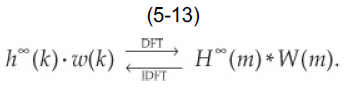 (5-13)
h^∞(k)·w(k) DFT⟶ ⟵IDFT H^∞(m)*W(m).